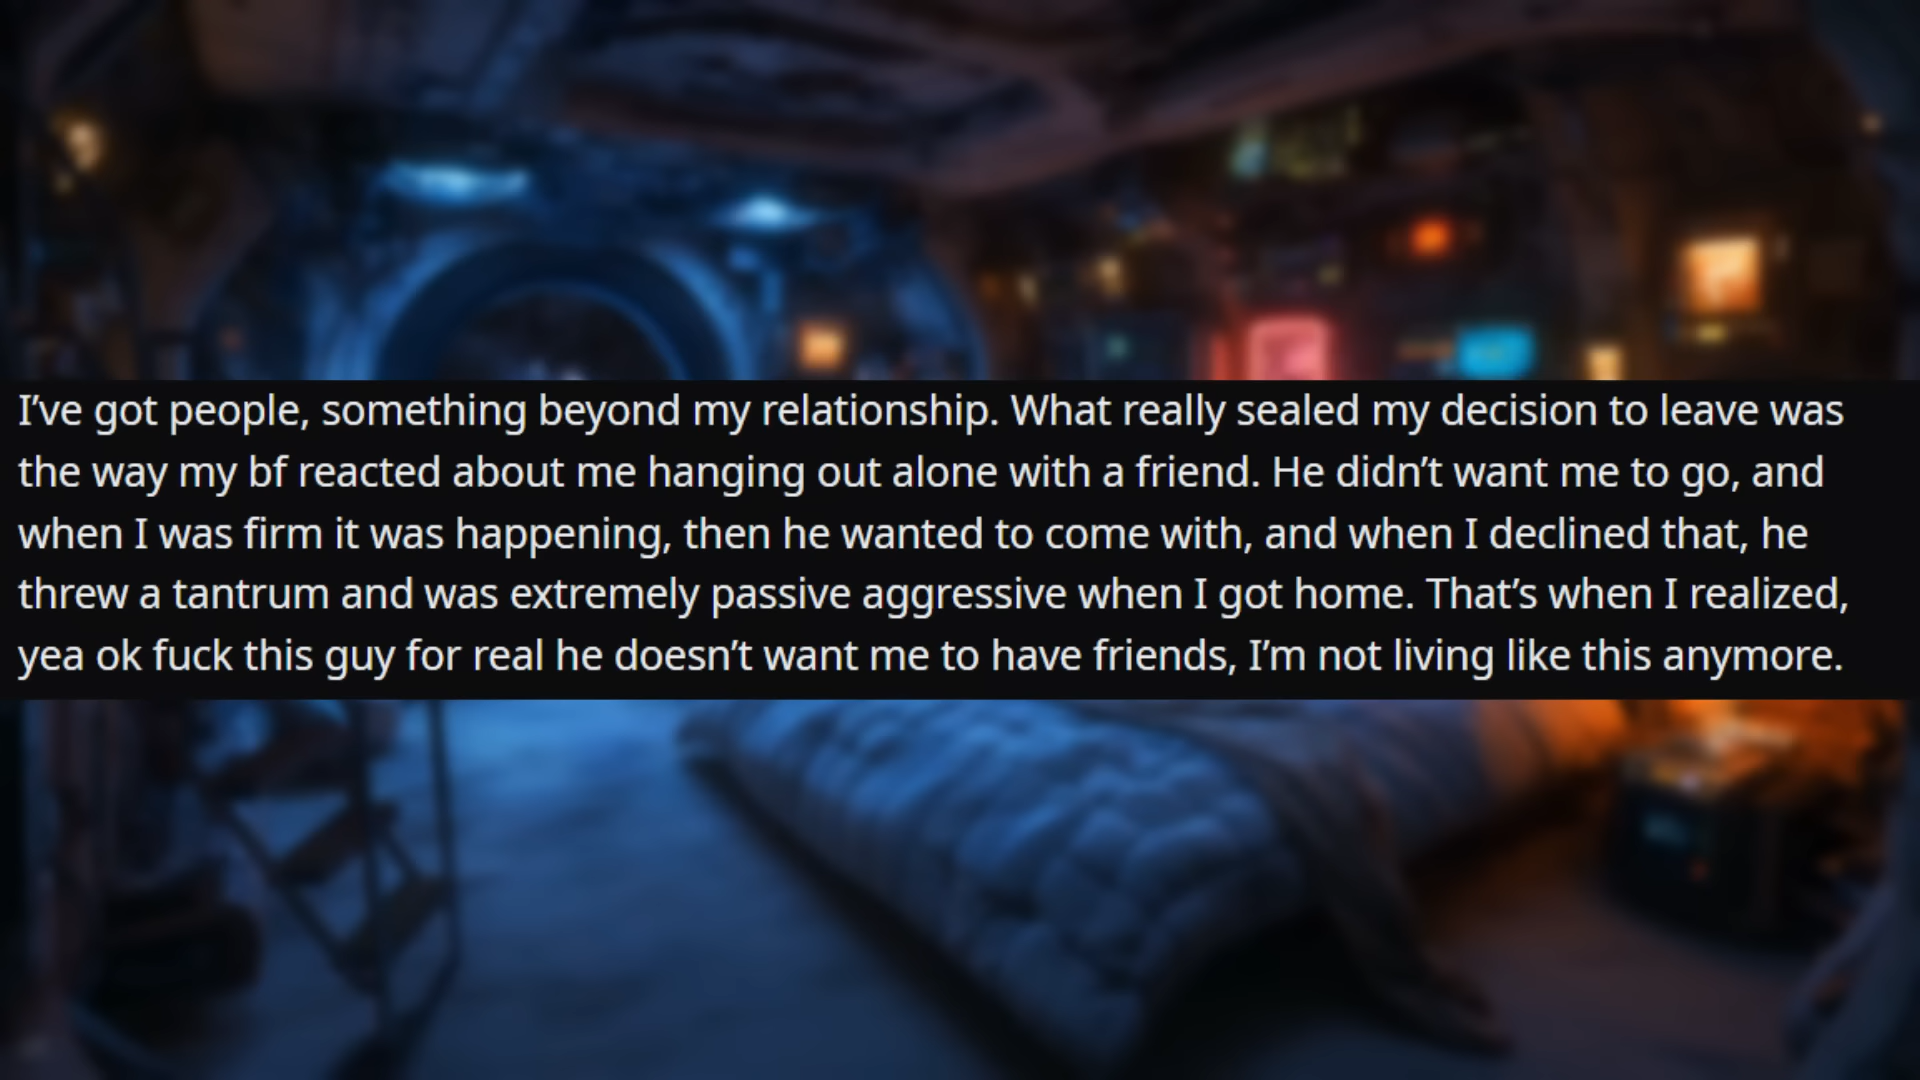 I’ve got people, something beyond my relationship. What really sealed my decision to leave was
the way my bf reacted about me hanging out alone with a friend. He didn’t want me to go, and
when I was firm it was happening, then he wanted to come with, and when I declined that, he
threw a tantrum and was extremely passive aggressive when I got home. That’s when I realized,
yea ok fuck this guy for real he doesn’t want me to have friends, I’m not living like this anymore.